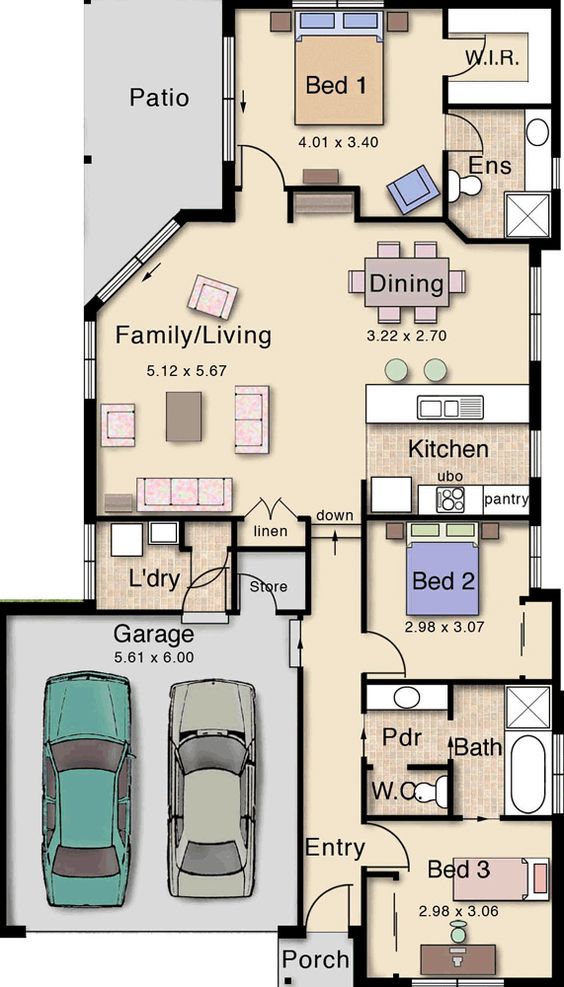 Patio
Bed 1
4.01 x 3.40
W.I.R.
Ens
Dining
3.22 x 2.70
Family/Living
5.12 x 5.67
Kitchen
ubo
pantry
linen
down
L'dry
Store
Bed 2
2.98 x 3.07
Garage
5.61 x 6.00
Pdr
Bath
W.C
Entry
Bed 3
2.98 x 3.06
Porch